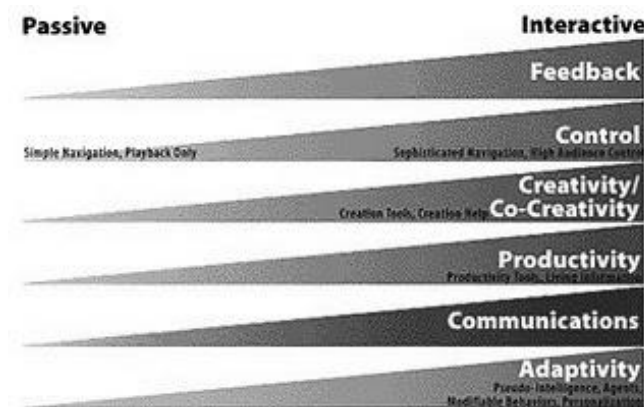 Passive
Interactive
Feedback
Control
Simple Navigation, Playback Only
Sophisticated Navigation, High Audience Control
Creativity/
Co-Creativity
Creation Tools, Creation Help
Productivity
Productivity Tools, Living Information
Communications
Adaptivity
Pseudo-Intelligence, Agents,
Modifiable Behaviors, Personalization